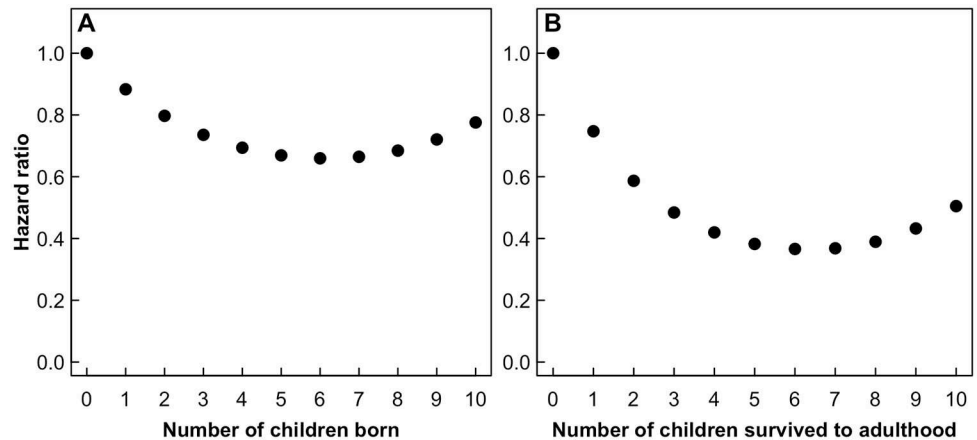 A
B
Hazard ratio
1.0
0.8
0.6
0.4
0.2
0.0
0 1 2 3 4 5 6 7 8 9 10
Number of children born
1.0
0.8
0.6
0.4
0.2
0.0
0 1 2 3 4 5 6 7 8 9 10
Number of children survived to adulthood